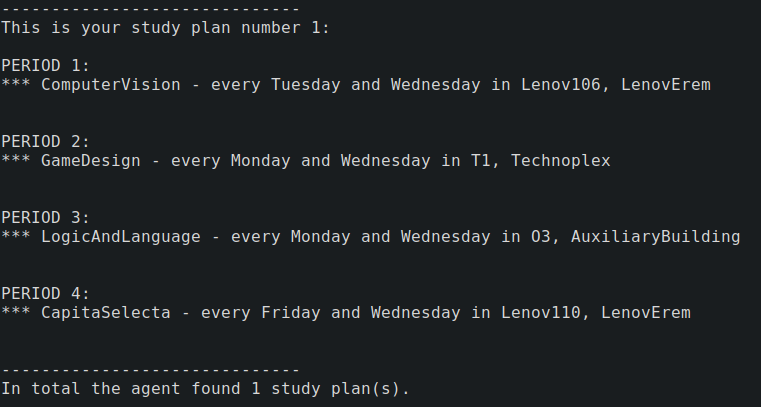 ------------------------------
This is your study plan number 1:
PERIOD 1:
*** ComputerVision - every Tuesday and Wednesday in Lenov106, LenovErem
PERIOD 2:
*** GameDesign - every Monday and Wednesday in T1, Technoplex
PERIOD 3:
*** LogicAndLanguage - every Monday and Wednesday in O3, AuxiliaryBuilding
PERIOD 4:
*** CapitaSelecta - every Friday and Wednesday in Lenov110, LenovErem
------------------------------
In total the agent found 1 study plan(s).